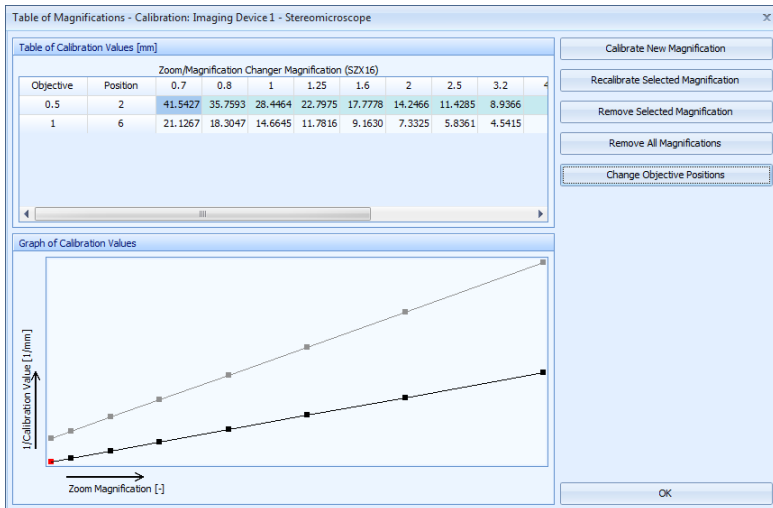 Table of Magnifications - Calibration: Imaging Device 1 - Stereomicroscope
x
Table of Calibration Values [mm]
Zoom/Magnification Changer Magnification (SZX16)
Objective Position 0.7 0.8 1 1.25 1.6 2 2.5 3.2 4
0.5 2 41.5427 35.7593 28.4464 22.7975 17.7778 14.2466 11.4285 8.9366
1 6 21.1267 18.3047 14.6645 11.7816 9.1630 7.3325 5.8361 4.5415
Calibrate New Magnification
Recalibrate Selected Magnification
Remove Selected Magnification
Remove All Magnifications
Change Objective Positions
Graph of Calibration Values
1/Calibration Value [1/mm]
Zoom Magnification [-]
OK